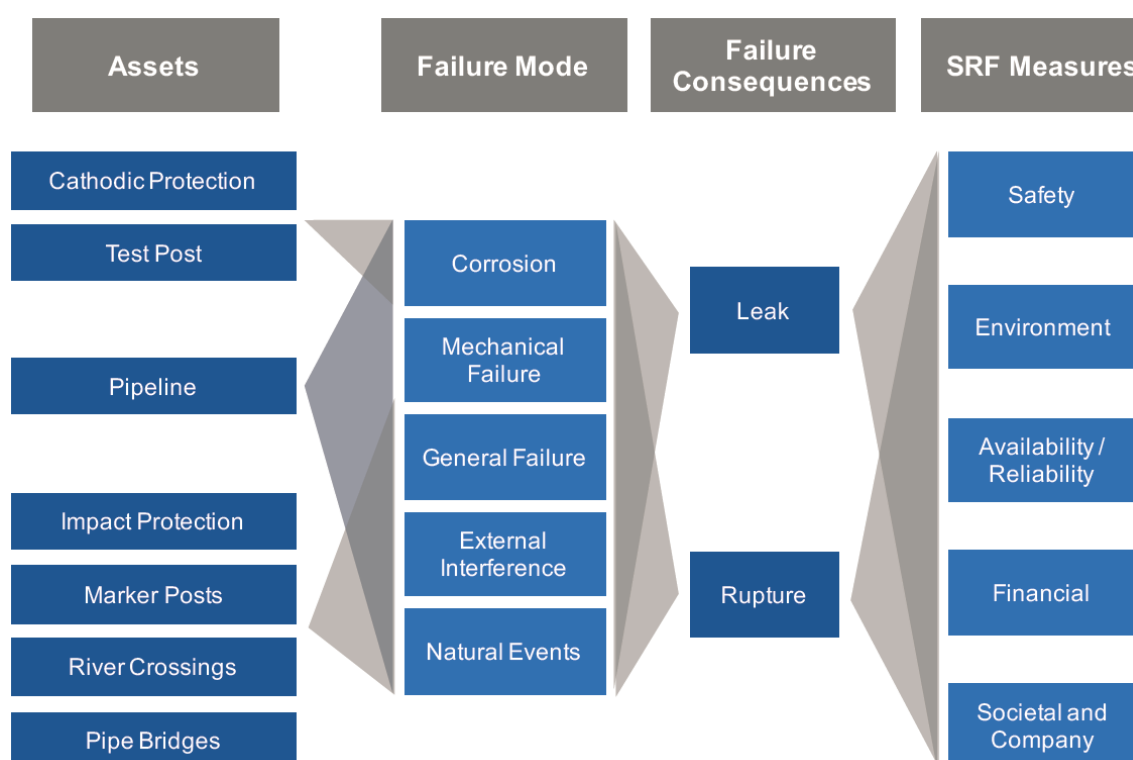 Assets
Failure Mode
Failure
Consequences
SRF Measures
Cathodic Protection
Test Post
Pipeline
Impact Protection
Marker Posts
River Crossings
Pipe Bridges
Corrosion
Mechanical
Failure
General Failure
External
Interference
Natural Events
Leak
Rupture
Safety
Environment
Availability /
Reliability
Financial
Societal and
Company